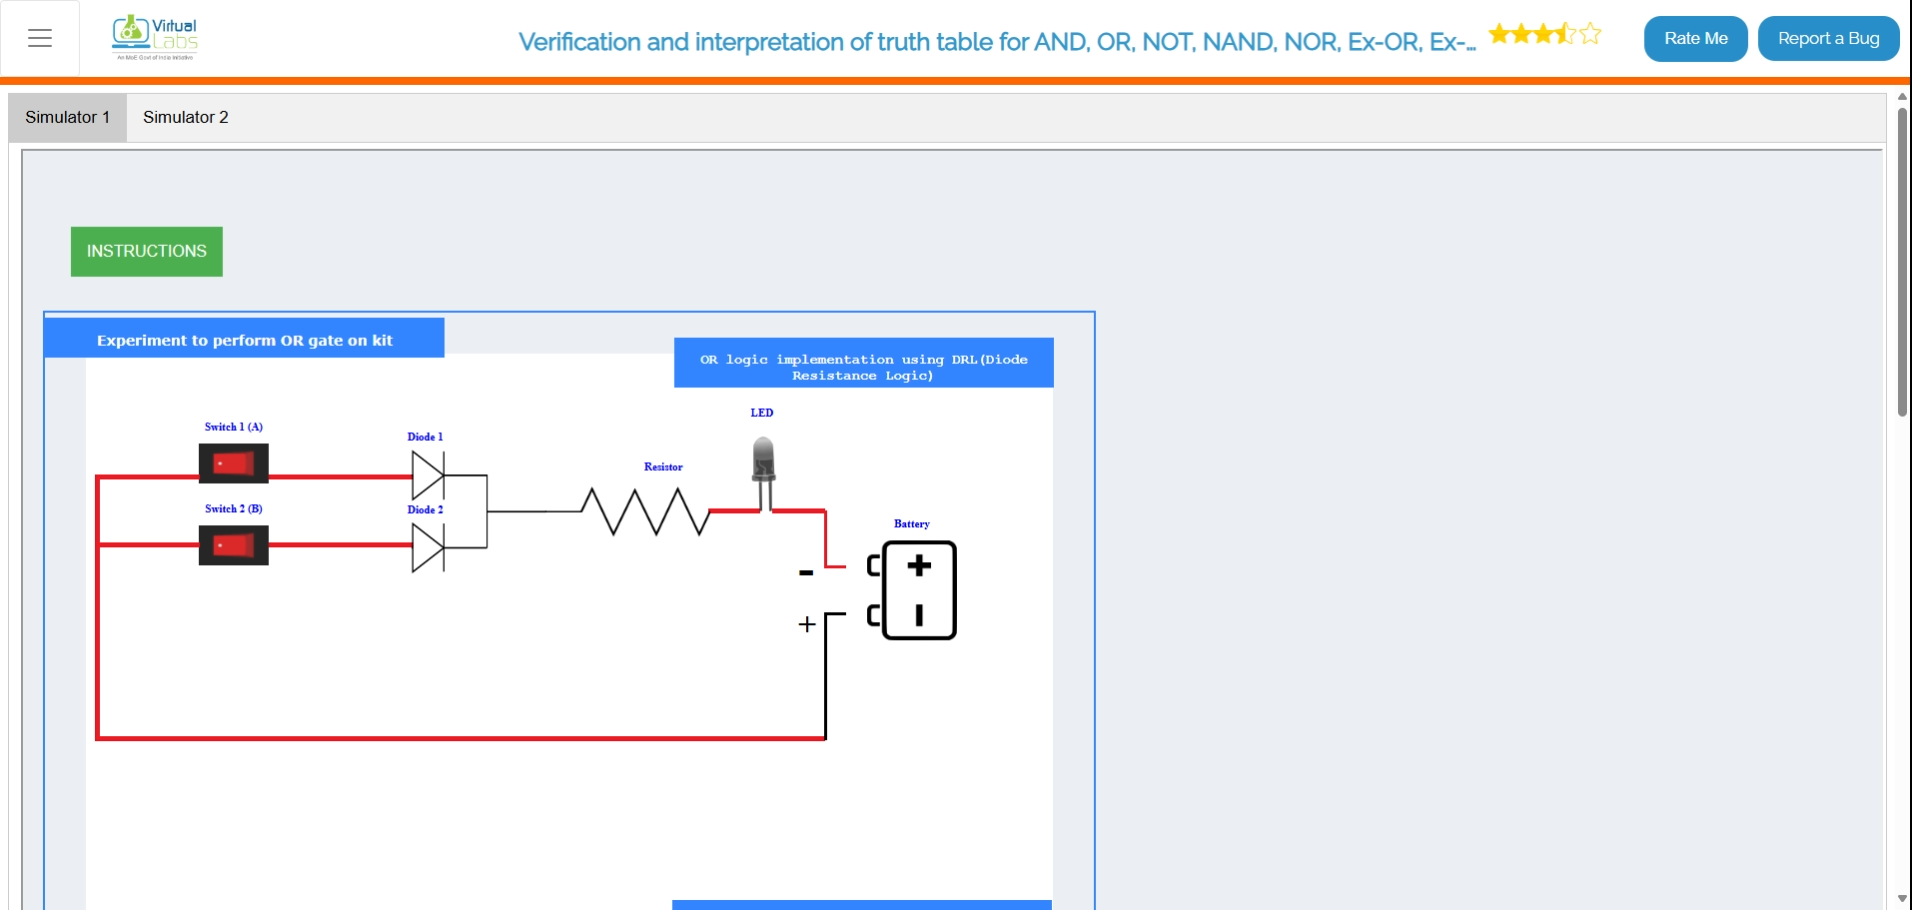 Virtual
Labs
An MoE Govt of India Initiative
Verification and interpretation of truth table for AND, OR, NOT, NAND, NOR, Ex-OR, Ex-...
Rate Me
Report a Bug
Simulator 1
Simulator 2
INSTRUCTIONS
Experiment to perform OR gate on kit
OR logic implementation using DRL(Diode
Resistance Logic)
LED
Switch 1 (A)
Diode 1
Resistor
Switch 2 (B)
Diode 2
Battery
+
-
-
+